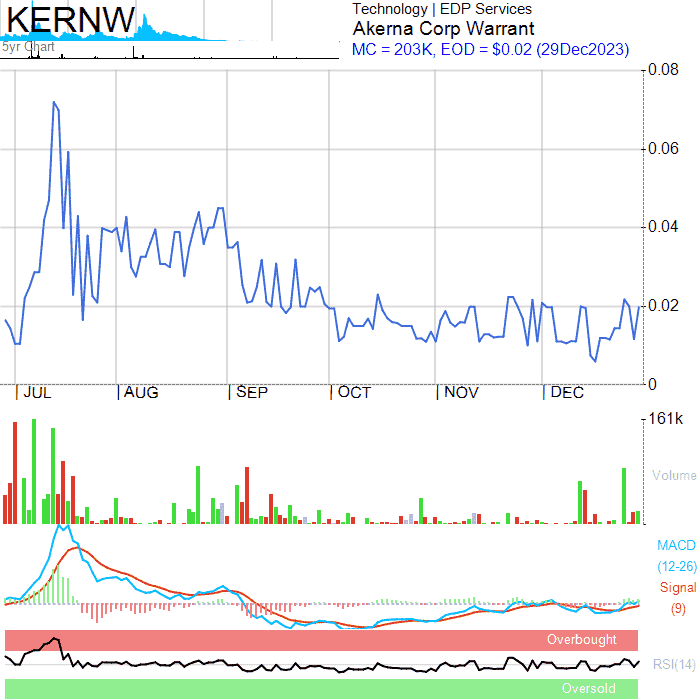 KERNW
5yr Chart
Technology | EDP Services
Akerna Corp Warrant
MC = 203K, EOD = $0.02 (29Dec2023)
0.08
0.06
0.04
0.02
0
JUL AUG SEP OCT NOV DEC
161k
Volume
MACD
(12-26)
Signal
(9)
Overbought
RSI(14)
Oversold